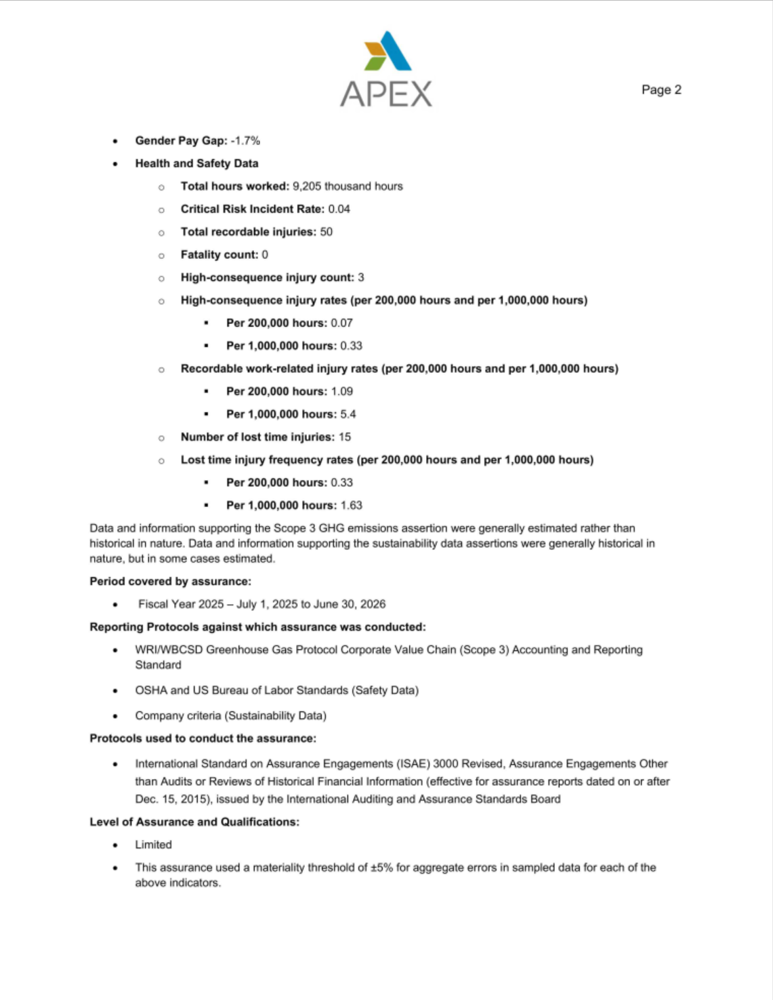 APEX
Page 2
• Gender Pay Gap: -1.7%
• Health and Safety Data
o Total hours worked: 9,205 thousand hours
o Critical Risk Incident Rate: 0.04
o Total recordable injuries: 50
o Fatality count: 0
o High-consequence injury count: 3
o High-consequence injury rates (per 200,000 hours and per 1,000,000 hours)
▪ Per 200,000 hours: 0.07
▪ Per 1,000,000 hours: 0.33
o Recordable work-related injury rates (per 200,000 hours and per 1,000,000 hours)
▪ Per 200,000 hours: 1.09
▪ Per 1,000,000 hours: 5.4
o Number of lost time injuries: 15
o Lost time injury frequency rates (per 200,000 hours and per 1,000,000 hours)
▪ Per 200,000 hours: 0.33
▪ Per 1,000,000 hours: 1.63
Data and information supporting the Scope 3 GHG emissions assertion were generally estimated rather than
historical in nature. Data and information supporting the sustainability data assertions were generally historical in
nature, but in some cases estimated.
Period covered by assurance:
• Fiscal Year 2025 – July 1, 2025 to June 30, 2026
Reporting Protocols against which assurance was conducted:
• WRI/WBCSD Greenhouse Gas Protocol Corporate Value Chain (Scope 3) Accounting and Reporting
Standard
• OSHA and US Bureau of Labor Standards (Safety Data)
• Company criteria (Sustainability Data)
Protocols used to conduct the assurance:
• International Standard on Assurance Engagements (ISAE) 3000 Revised, Assurance Engagements Other
than Audits or Reviews of Historical Financial Information (effective for assurance reports dated on or after
Dec. 15, 2015), issued by the International Auditing and Assurance Standards Board
Level of Assurance and Qualifications:
• Limited
• This assurance used a materiality threshold of ±5% for aggregate errors in sampled data for each of the
above indicators.